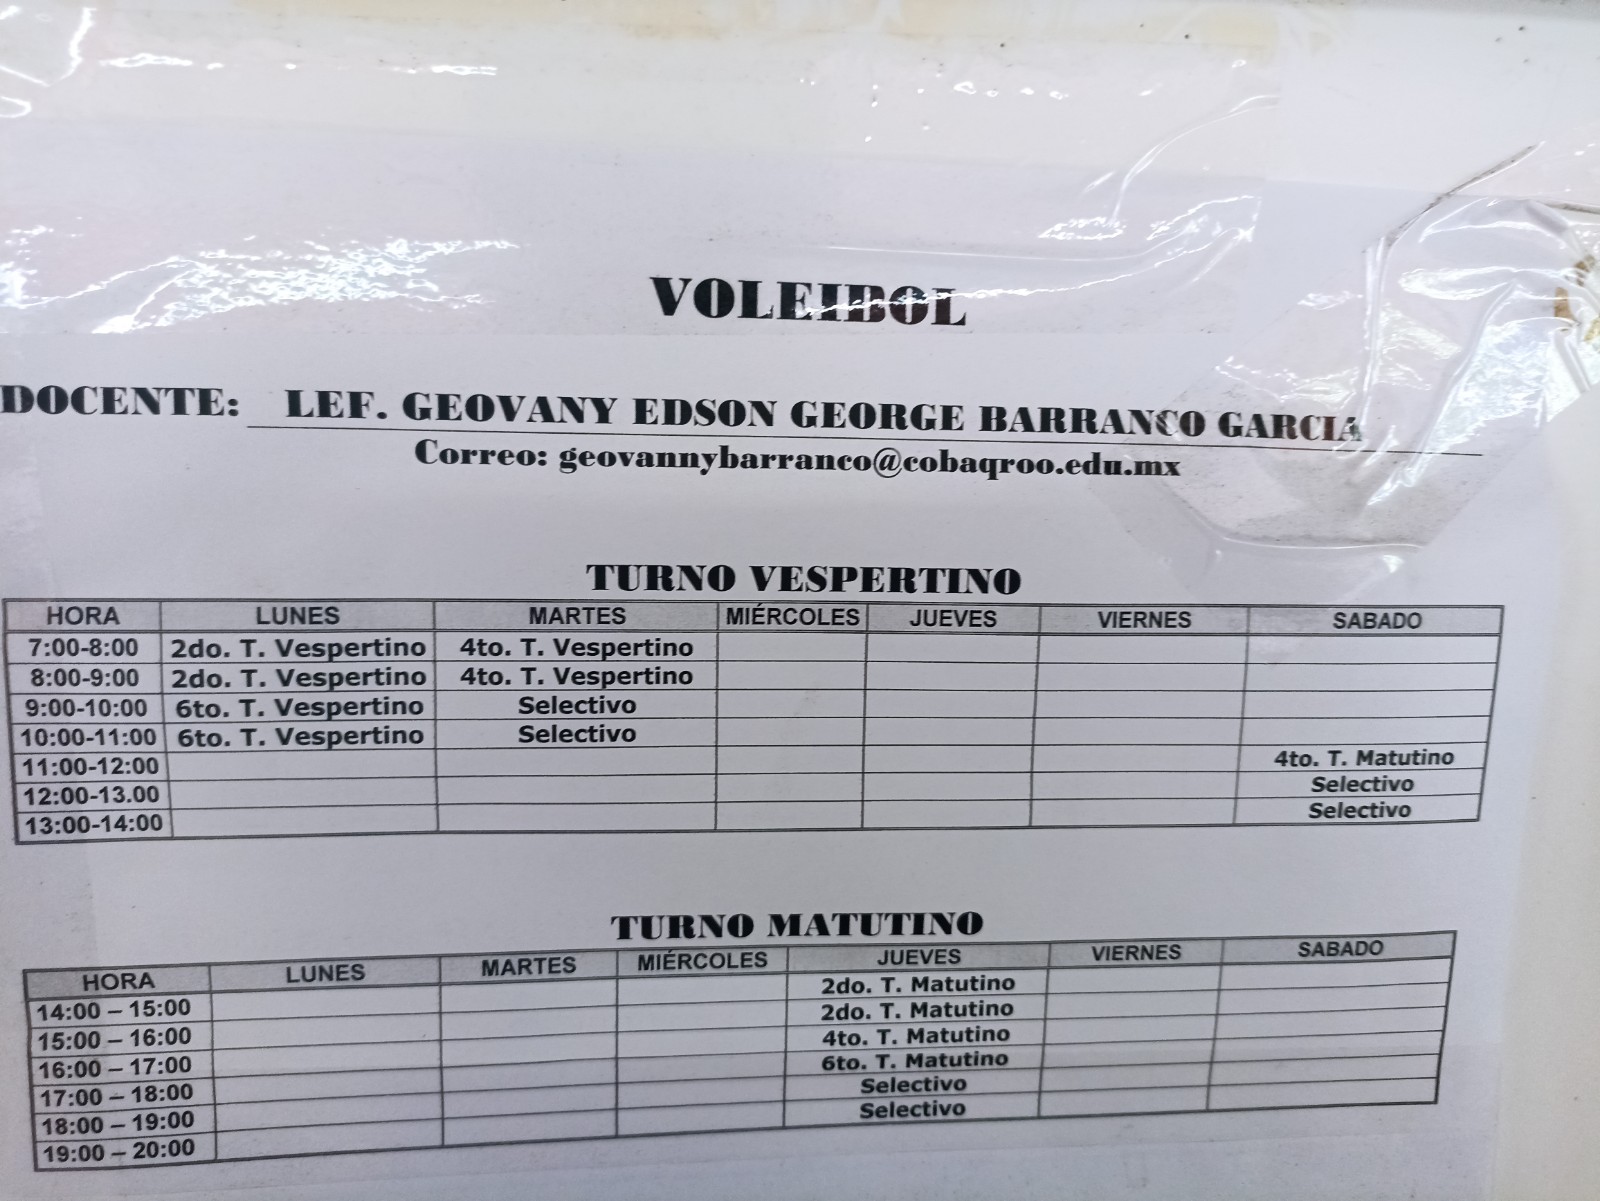 VOLEIBOL
DOCENTE: LEF. GEOVANY EDSON GEORGE BARRANCO GARCIA
Correo: geovannybarranco@cobaqroo.edu.mx
TURNO VESPERTINO
HORA LUNES MARTES MIÉRCOLES JUEVES VIERNES SABADO
7:00-8:00 2do. T. Vespertino 4to. T. Vespertino
8:00-9:00 2do. T. Vespertino 4to. T. Vespertino
9:00-10:00 6to. T. Vespertino Selectivo
10:00-11:00 6to. T. Vespertino Selectivo
11:00-12:00 4to. T. Matutino
12:00-13.00 Selectivo
13:00-14:00 Selectivo
TURNO MATUTINO
HORA LUNES MARTES MIÉRCOLES JUEVES VIERNES SABADO
14:00 – 15:00 2do. T. Matutino
15:00 – 16:00 2do. T. Matutino
16:00 – 17:00 4to. T. Matutino
17:00 – 18:00 6to. T. Matutino
18:00 – 19:00 Selectivo
19:00 – 20:00 Selectivo